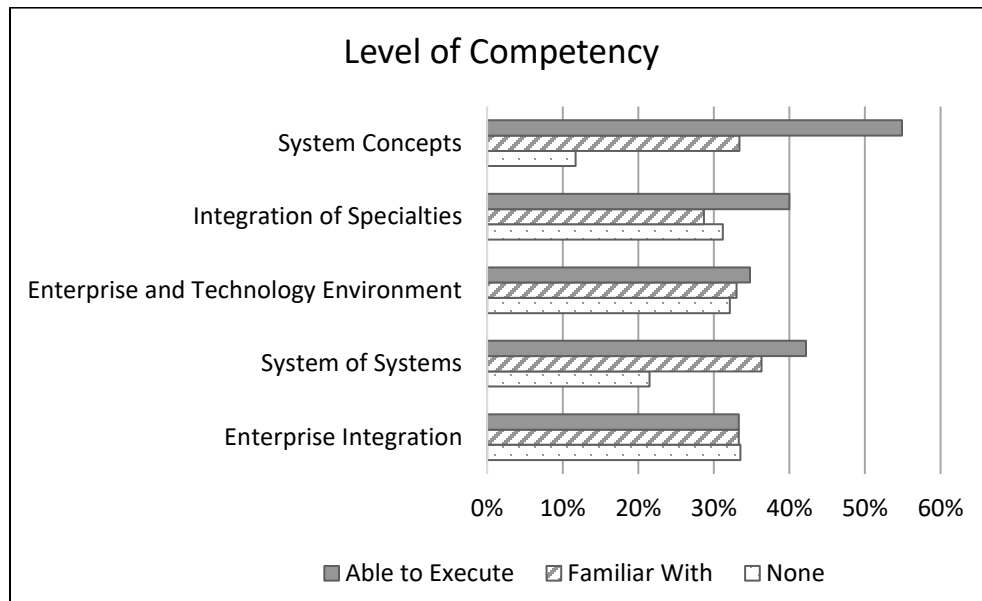 Level of Competency
System Concepts
Integration of Specialties
Enterprise and Technology Environment
System of Systems
Enterprise Integration
0% 10% 20% 30% 40% 50% 60%
Able to Execute Familiar With None